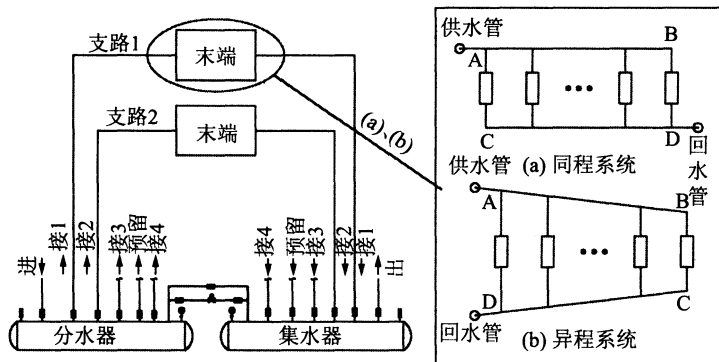 支路1
末端
支路2
末端
(a)、(b)
进
接1
接2
接3
预留
接4
接4
预留
接3
接2
接1
出
分水器
A
集水器
供水管
A
B
C
D
回水管
(a) 同程系统
供水管
A
B
D
C
回水管
(b) 异程系统